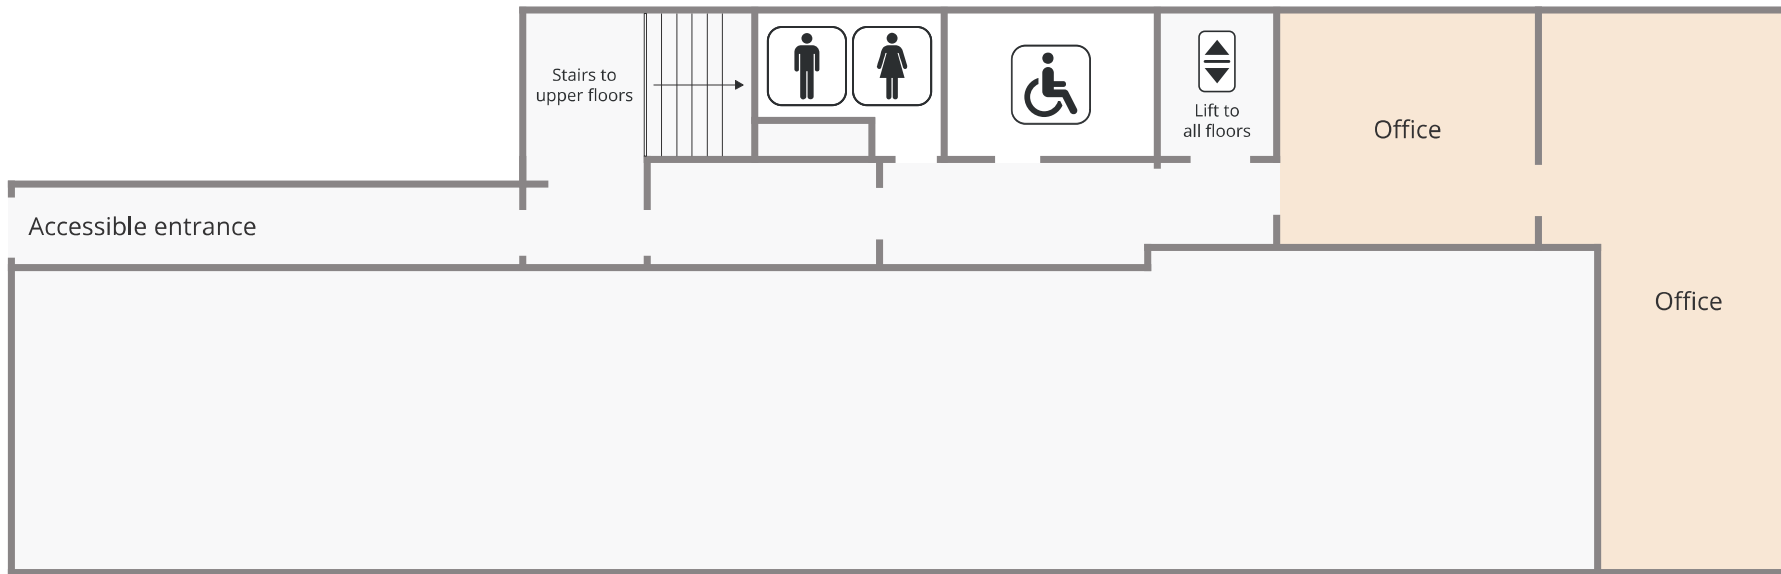 Stairs to
upper floors
Lift to
all floors
Office
Accessible entrance
Office